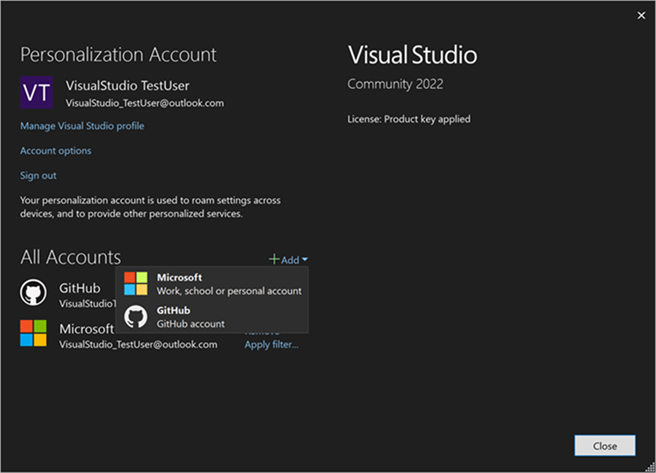 Personalization Account
VT
VisualStudio TestUser
VisualStudio_TestUser@outlook.com
Manage Visual Studio profile
Account options
Sign out
Your personalization account is used to roam settings across
devices, and to provide other personalized services.
All Accounts
Add
GitHub
Microsoft
Work, school or personal account
GitHub
GitHub account
Microsoft
VisualStudio_TestUser@outlook.com
Apply filter...
Visual Studio
Community 2022
License: Product key applied
Close